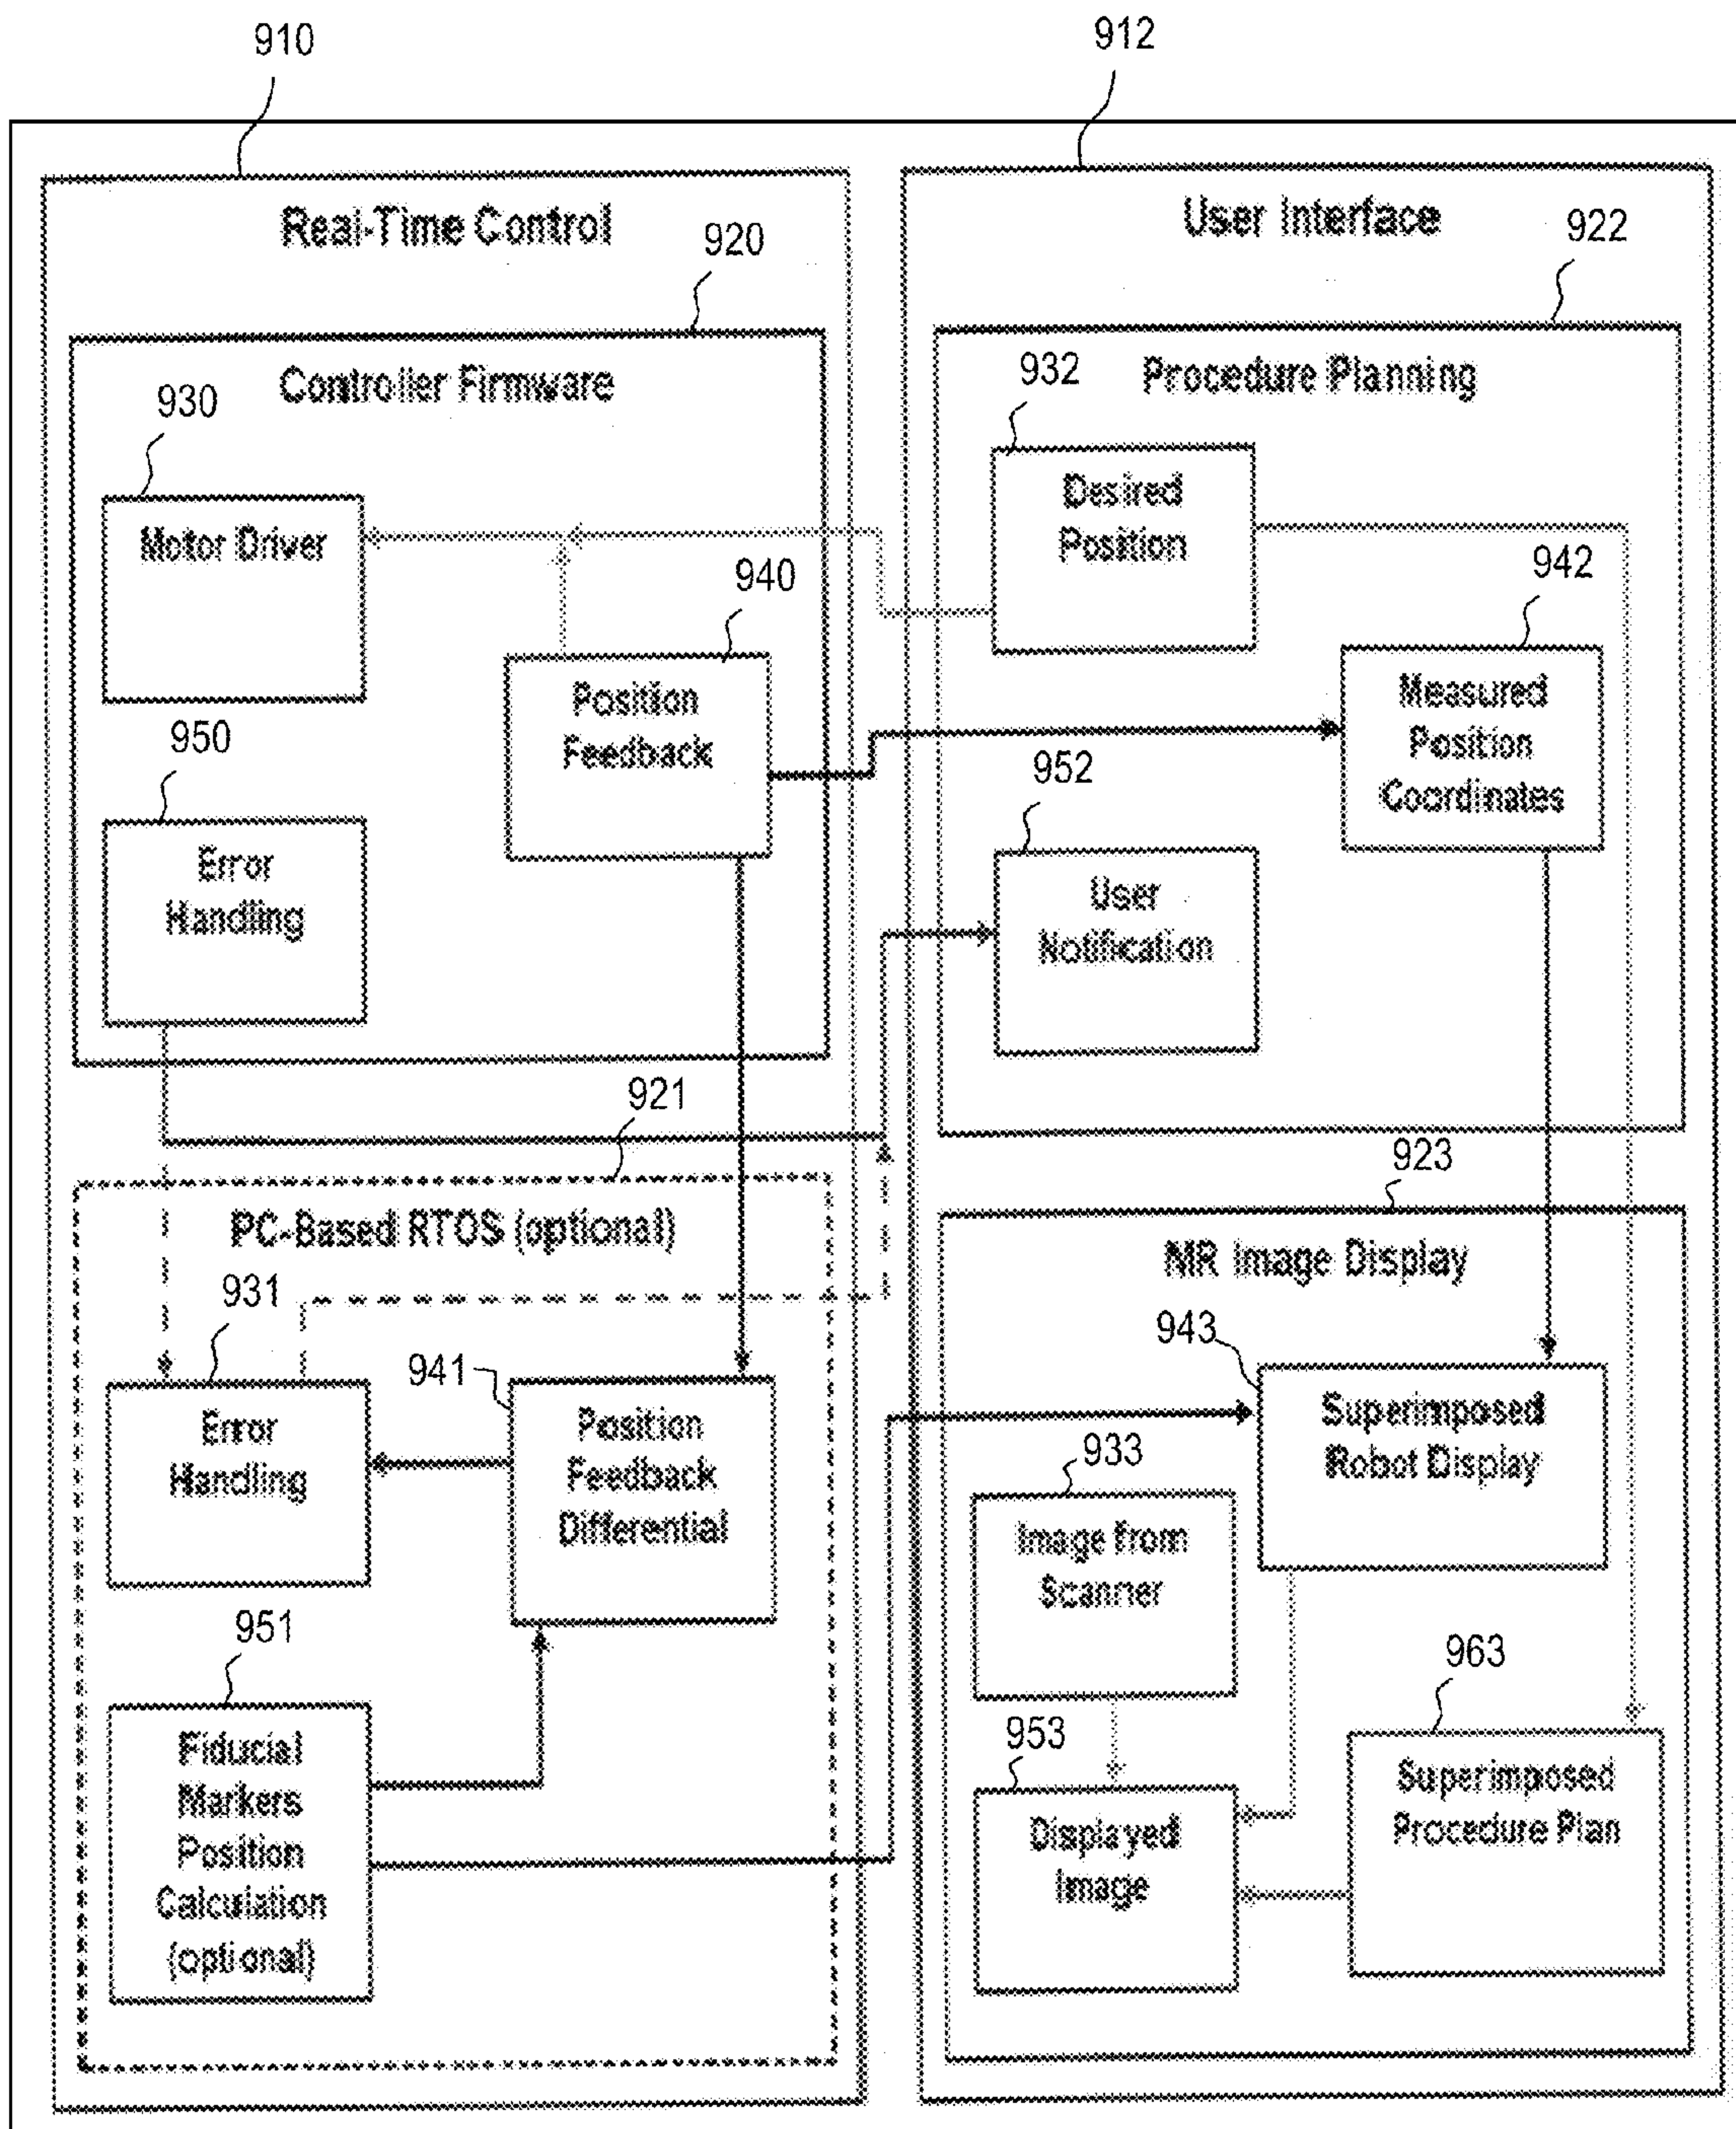 910
912
Real-Time Control
920
Controller Firmware
930
Motor Driver
940
Position
Feedback
950
Error
Handling
921
PC-Based RTOS (optional)
931
Error
Handling
941
Position
Feedback
Differential
951
Fiducial
Markers
Position
Calculation
(optional)
User Interface
922
Procedure Planning
932
Desired
Position
942
Measured
Position
Coordinates
952
User
Notification
923
MR Image Display
943
Superimposed
Robot Display
933
Image from
Scanner
963
Superimposed
Procedure Plan
953
Displayed
Image